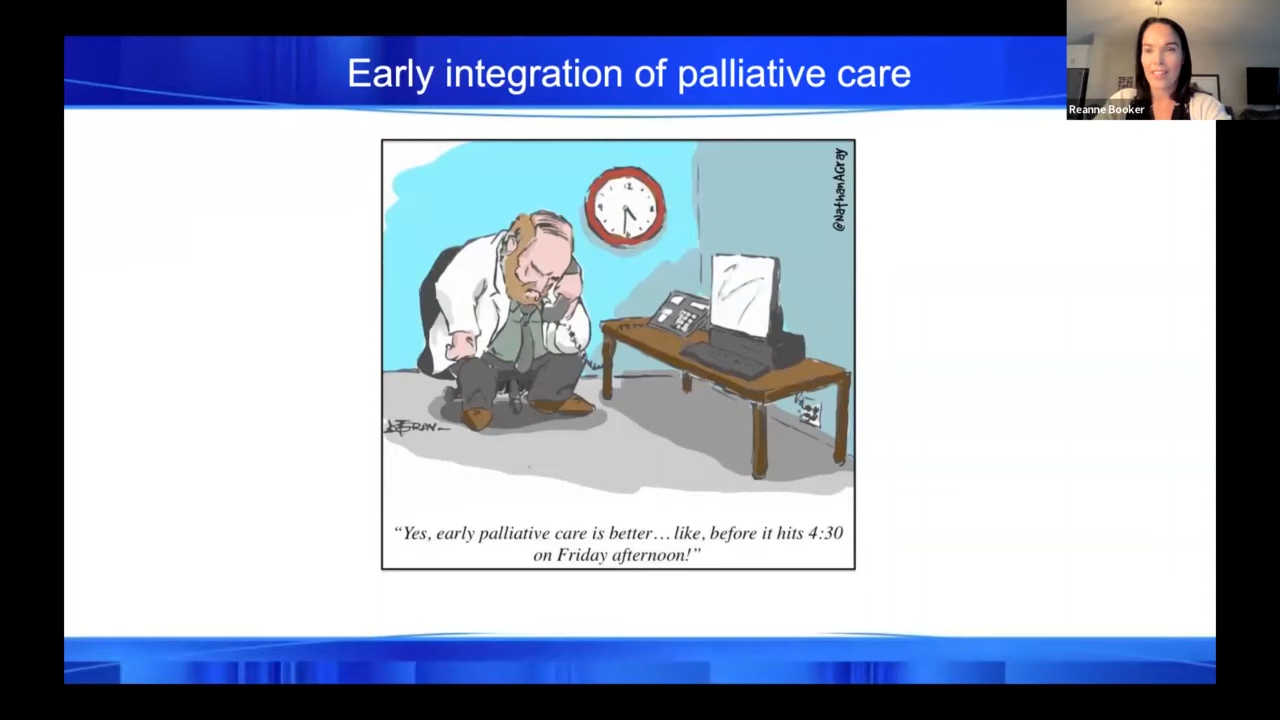 Early integration of palliative care
Reanne Booker
@NathanAGray
12
“Yes, early palliative care is better…like, before it hits 4:30
on Friday afternoon!”